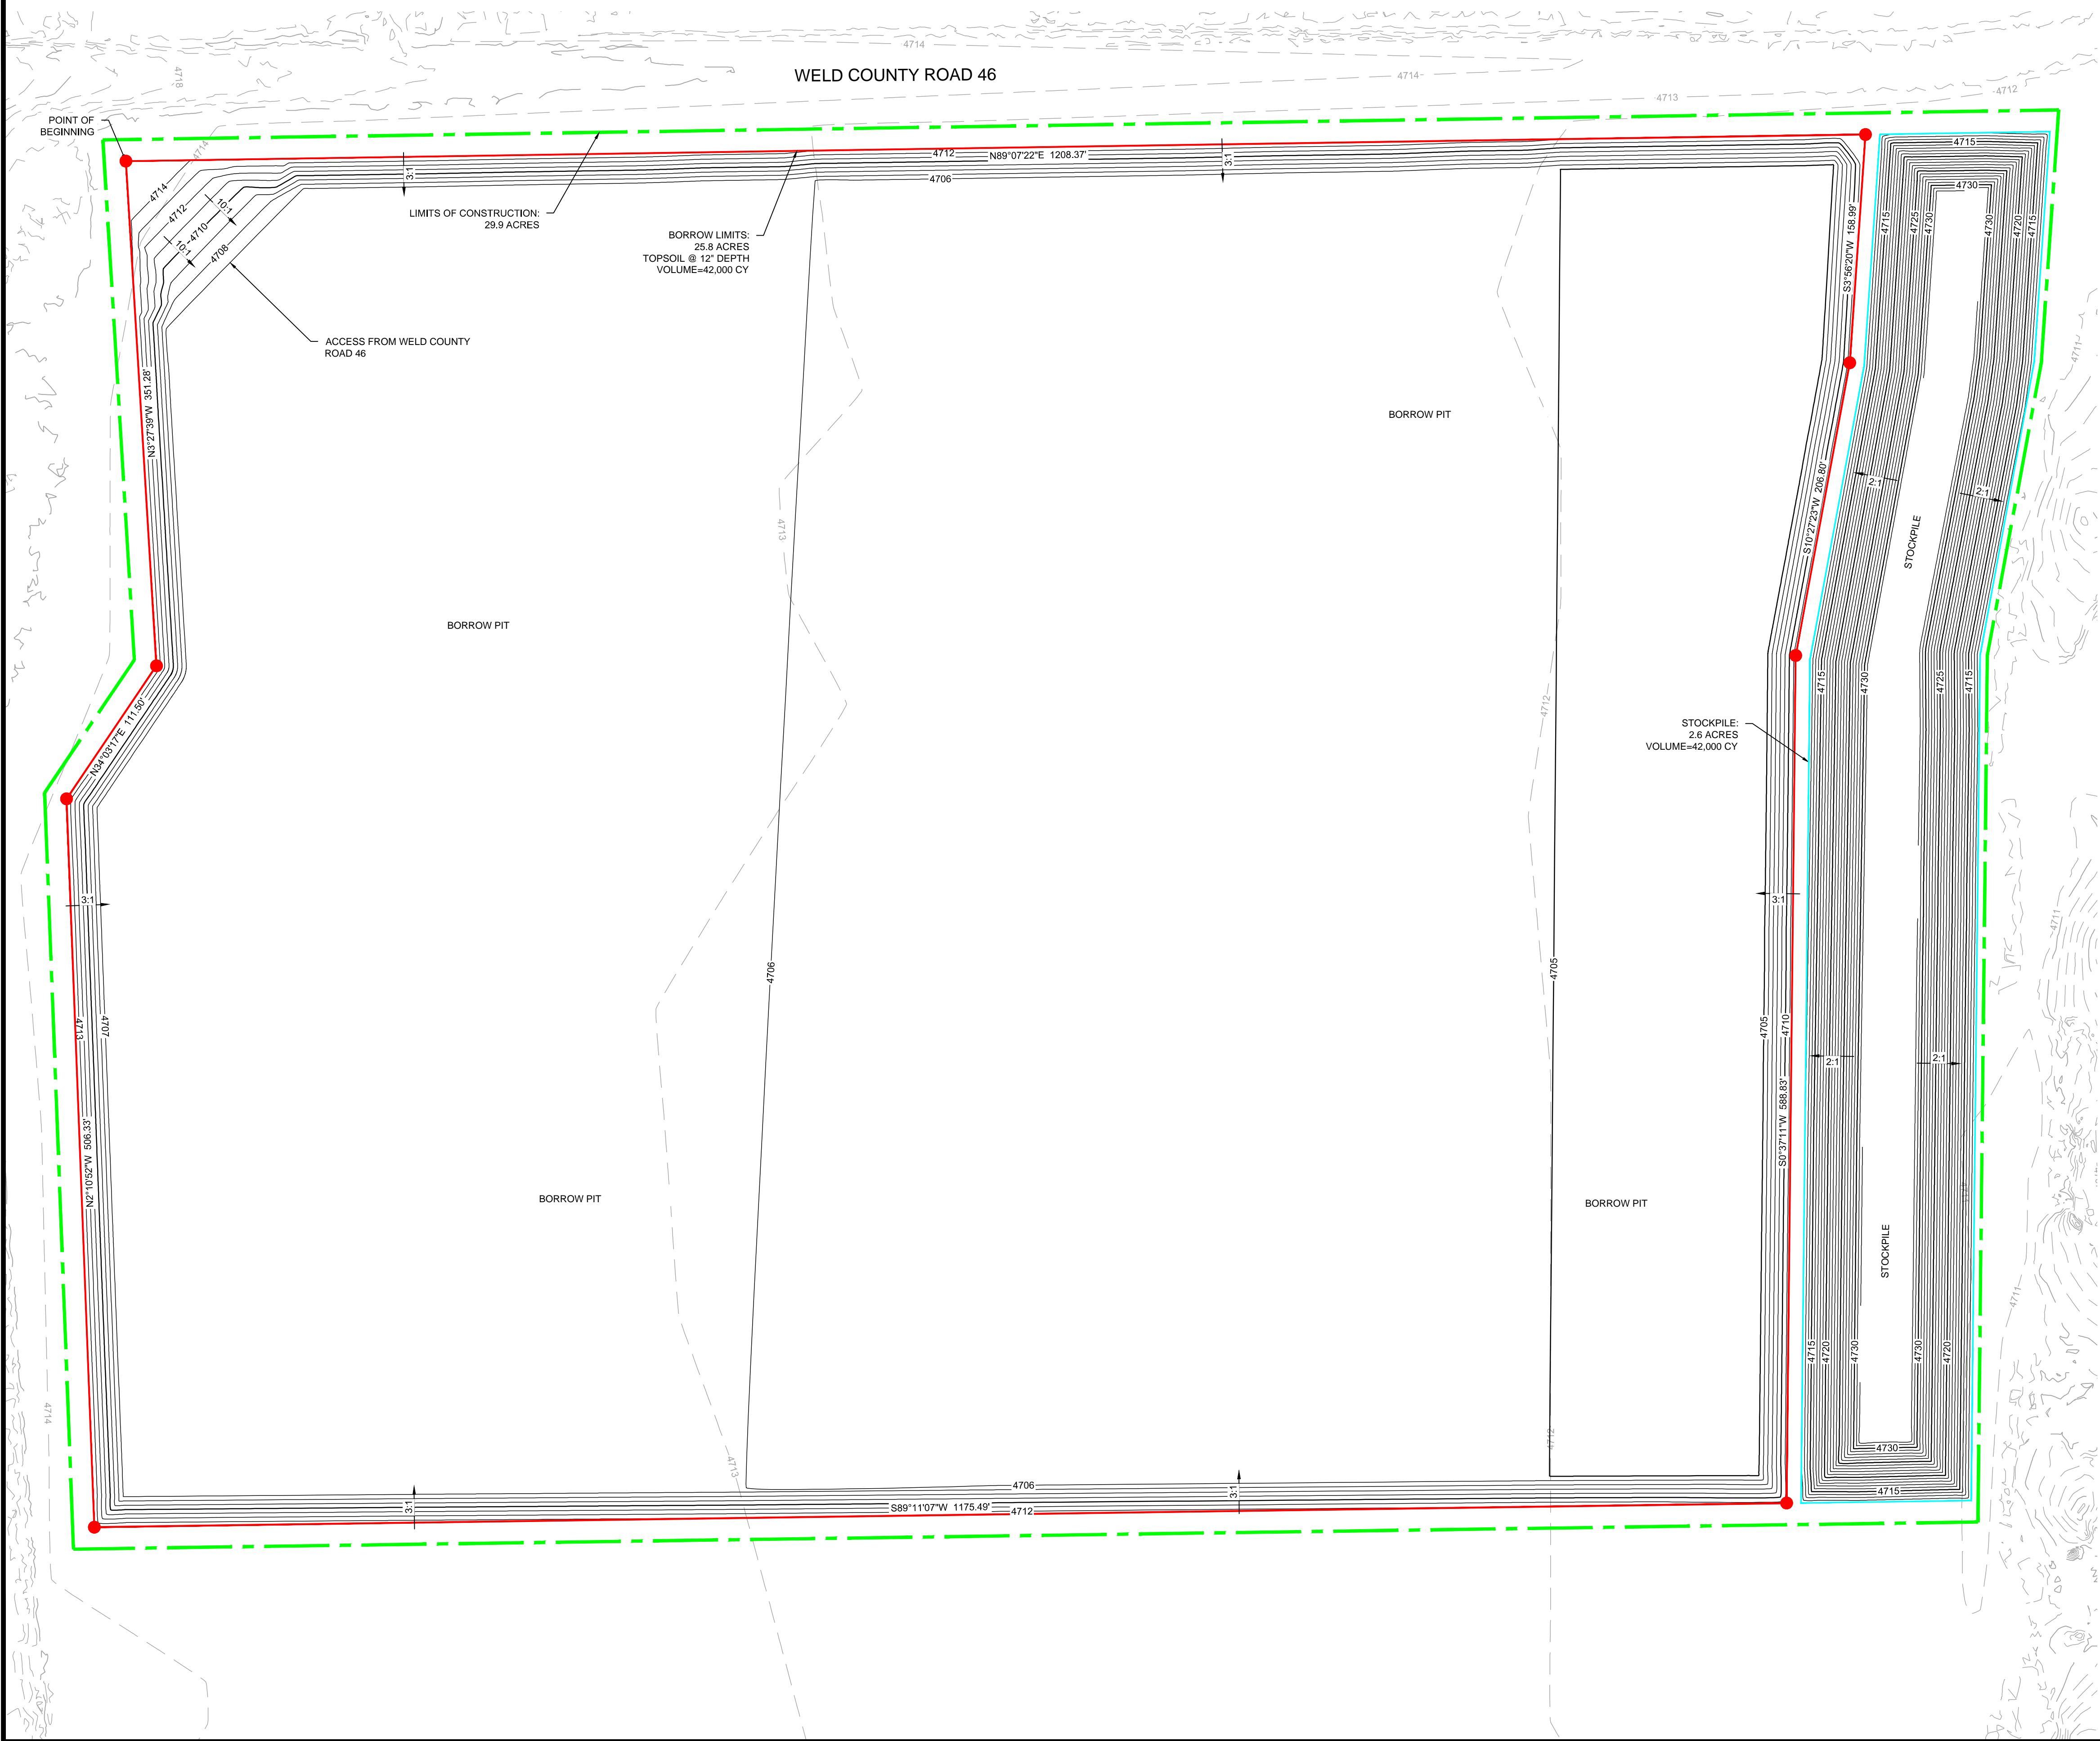 4714
WELD COUNTY ROAD 46
4718
4714
4713
4712
POINT OF
BEGINNING
4714
4714
4712
N89°07'22"E 1208.37'
4715
3:1
3:1
4706
4730
4712
10:1
4710
10:1
4708
LIMITS OF CONSTRUCTION:
29.9 ACRES
BORROW LIMITS:
25.8 ACRES
TOPSOIL @ 12" DEPTH
VOLUME=42,000 CY
S3°56'20"W 158.99'
4715
4725
4730
4730
4720
4715
ACCESS FROM WELD COUNTY
ROAD 46
4711
N3°27'39"W 351.28'
BORROW PIT
2:1
2:1
S10°27'23"W 206.80'
4713
STOCKPILE
BORROW PIT
4715
4730
4725
4715
N34°03'17"E 111.50'
4712
STOCKPILE:
2.6 ACRES
VOLUME=42,000 CY
3:1
3:1
4711
4706
4705
4713
4707
4705
4710
2:1
2:1
N2°10'52"W 506.33'
S0°37'11"W 588.83'
BORROW PIT
BORROW PIT
4711
STOCKPILE
4711
4715
4720
4730
4730
4720
4714
4712
4713
4730
4706
4715
3:1
3:1
S89°11'07"W 1175.49'
4712